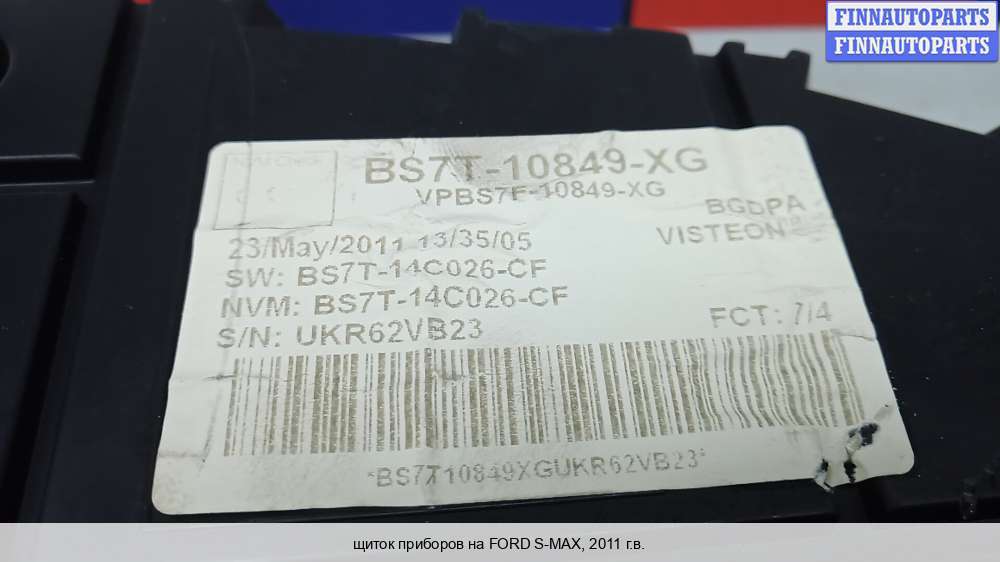 FINNAUTOPARTS
FINNAUTOPARTS
BS7T-10849-XG
VPBS7F-10849-XG
BGDPA
VISTEON
23/May/2011 13/35/05
SW: BS7T-14C026-CF
NVM: BS7T-14C026-CF
S/N: UKR62VB23
FCT: 7/4
*BS7T10849XGUKR62VB23*
щиток приборов на FORD S-MAX, 2011 г.в.